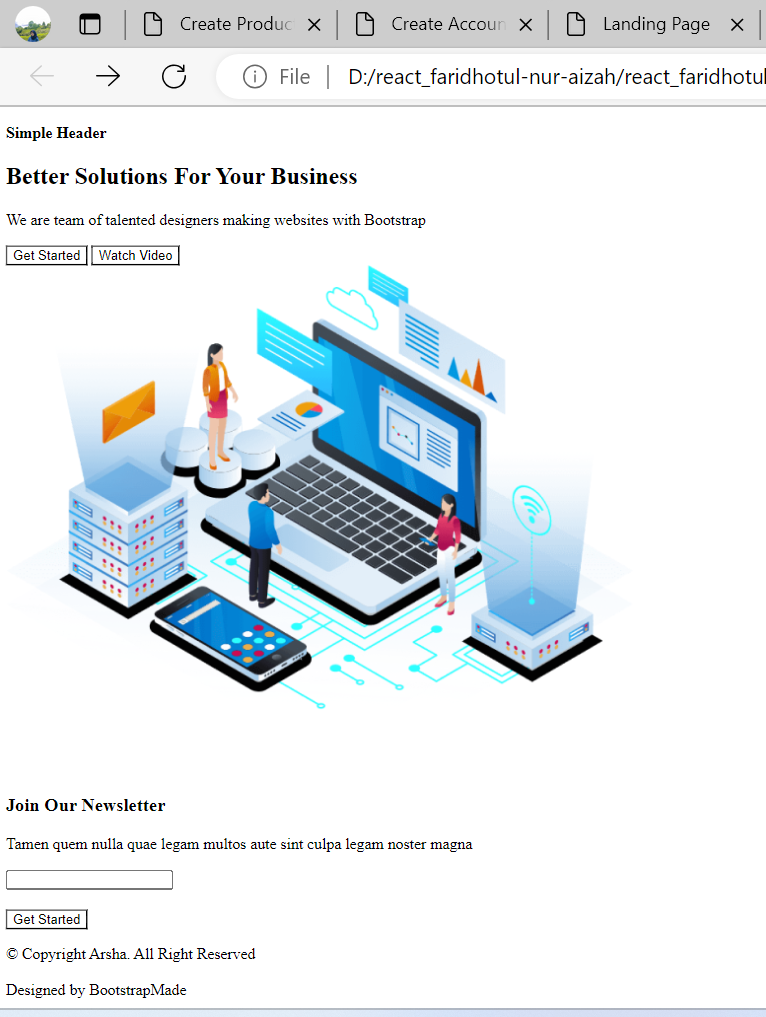 Create Produc
Create Accoun
Landing Page
File
D:/react_faridhotul-nur-aizah/react_faridhotul
Simple Header
Better Solutions For Your Business
We are team of talented designers making websites with Bootstrap
Get Started
Watch Video
Join Our Newsletter
Tamen quem nulla quae legam multos aute sint culpa legam noster magna
Get Started
© Copyright Arsha. All Right Reserved
Designed by BootstrapMade